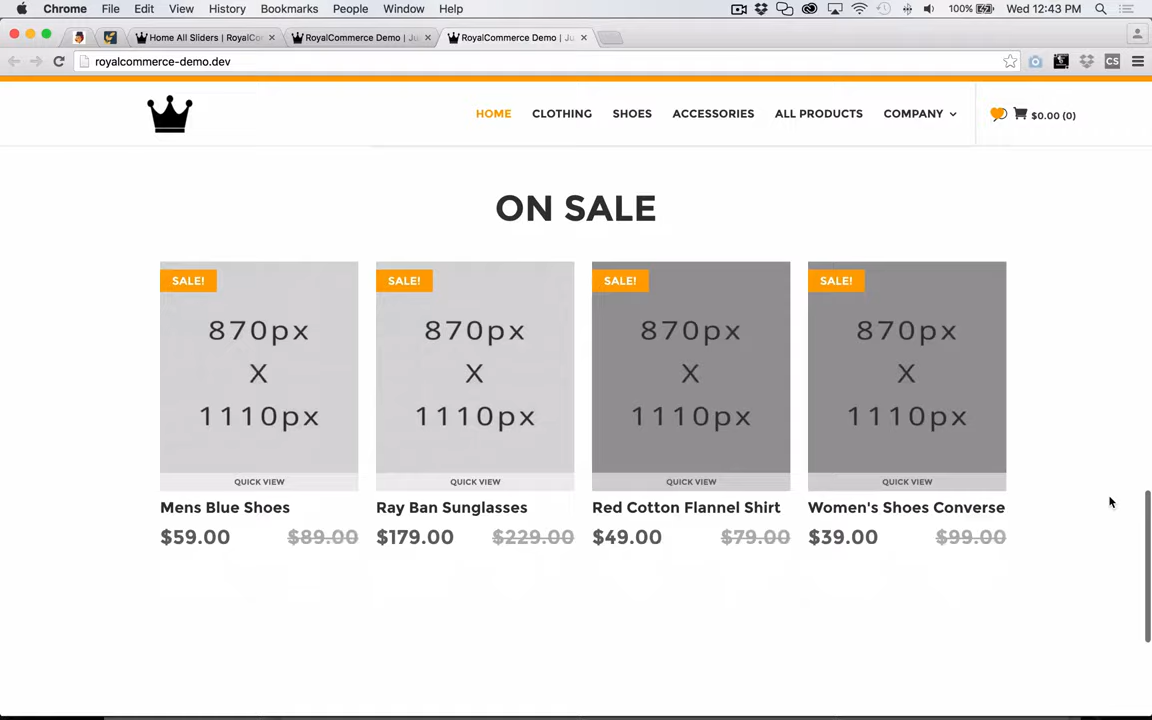 Chrome File Edit View History Bookmarks People Window Help 100% Wed 12:43 PM
Home All Sliders | RoyalCo RoyalCommerce Demo | Ju RoyalCommerce Demo | Ju
royalcommerce-demo.dev CS
HOME CLOTHING SHOES ACCESSORIES ALL PRODUCTS COMPANY $0.00 (0)
ON SALE
SALE! SALE! SALE! SALE!
870px 870px 870px 870px
X X X X
1110px 1110px 1110px 1110px
QUICK VIEW QUICK VIEW QUICK VIEW QUICK VIEW
Mens Blue Shoes Ray Ban Sunglasses Red Cotton Flannel Shirt Women's Shoes Converse
$59.00 $89.00 $179.00 $229.00 $49.00 $79.00 $39.00 $99.00